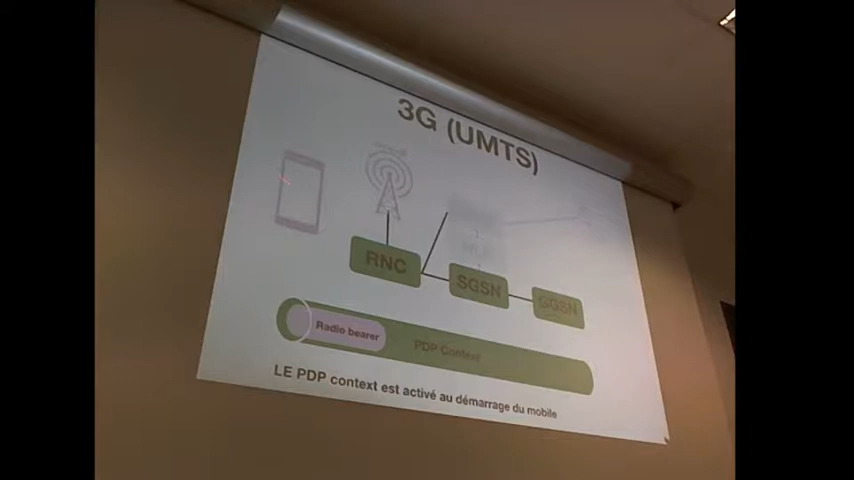 3G (UMTS)
RNC
SGSN
GGSN
Radio bearer
PDP Context
LE PDP context est activé au démarrage du mobile